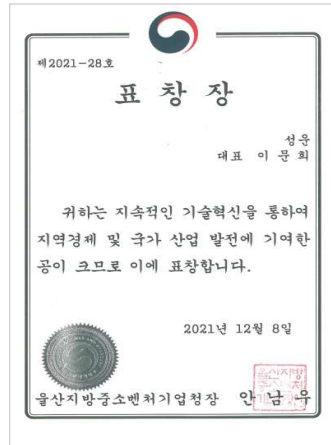 제2021-28호
표 창 장
성운
대표 이 문 희
귀하는 지속적인 기술혁신을 통하여
지역경제 및 국가 산업 발전에 기여한
공이 크므로 이에 표창합니다.
2021년 12월 8일
울산지방중소벤처기업청장 안 남 우